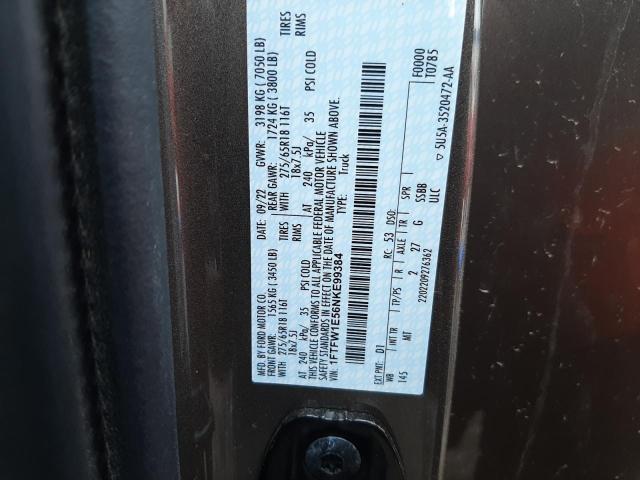 MFD. BY FORD MOTOR CO.
DATE: 09/22 GVWR: 3198 KG ( 7050 LB)
FRONT GAWR: 1565 KG ( 3450 LB) REAR GAWR: 1724 KG ( 3800 LB)
WITH 275/65R18 116T TIRES WITH 275/65R18 116T TIRES
18x7.5J RIMS 18x7.5J RIMS
AT 240 kPa/ 35 PSI COLD AT 240 kPa/ 35 PSI COLD
THIS VEHICLE CONFORMS TO ALL APPLICABLE FEDERAL MOTOR VEHICLE
SAFETY STANDARDS IN EFFECT ON THE DATE OF MANUFACTURE SHOWN ABOVE.
VIN: 1FTFW1E56NKE99384 Truck
F0000
T0785
EXT PNT: D1 RC: 53 DSO:
WB INT TR TP/PS R AXLE TR SPR
145 MT 2 27 G SSBB
ULC
2202209276362
5U5A-3520472-AA